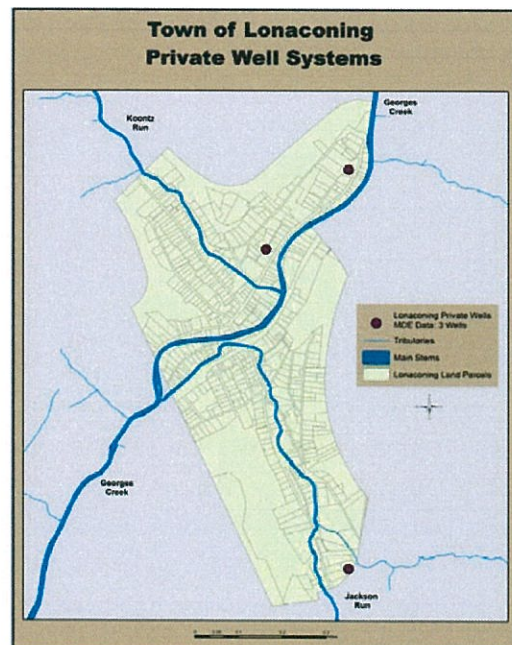 Town of Lonaconing
Private Well Systems
Koontz
Run
Georges
Creek
Lonaconing Private Wells
MDE Data: 3 Wells
Tributories
Main Stems
Lonaconing Land Parcels
Georges
Creek
Jackson
Run